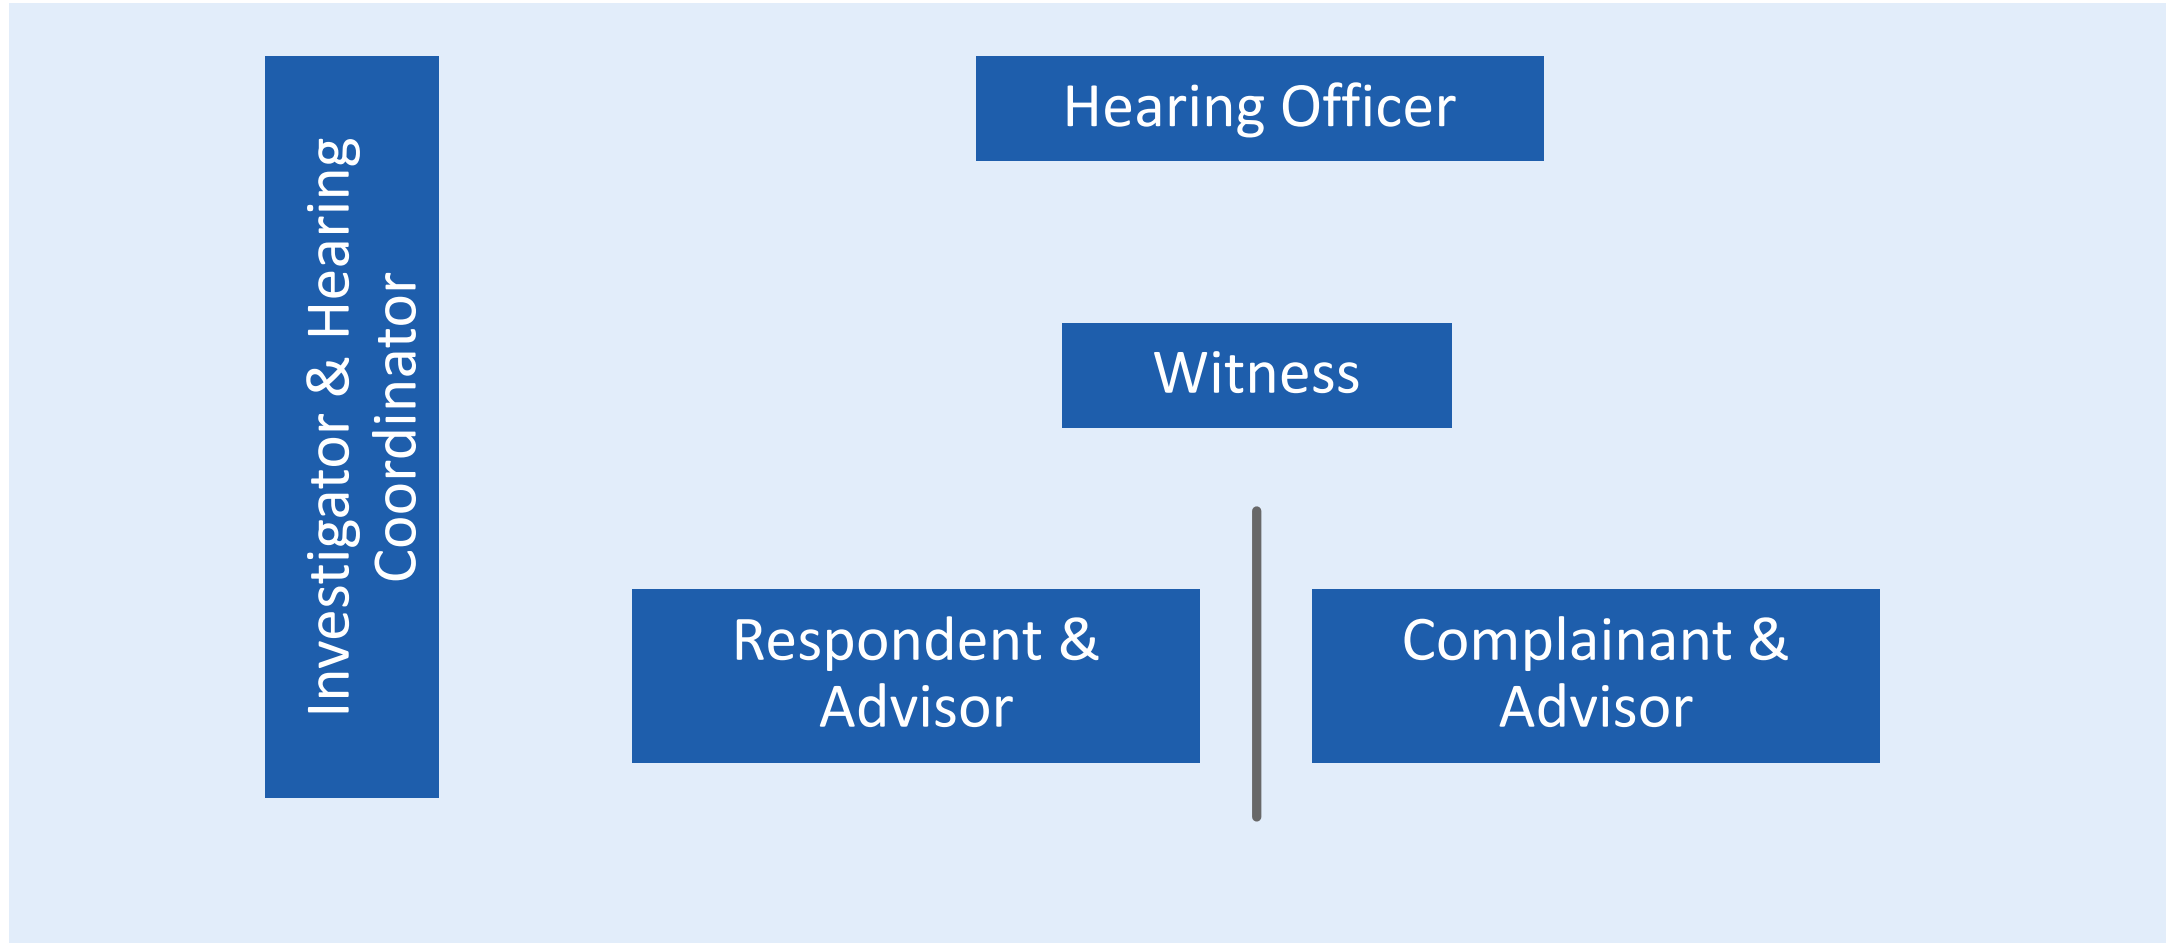 Investigator & Hearing
Coordinator
Hearing Officer
Witness
Respondent &
Advisor
Complainant &
Advisor